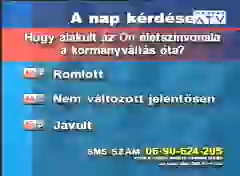 A nap kérdése
ATV
Hogy alakult az Ön életszínvonala
a kormányváltás óta?
Romlott
Nem változott jelentősen
Javult
SMS SZÁM: 06-90-624-205